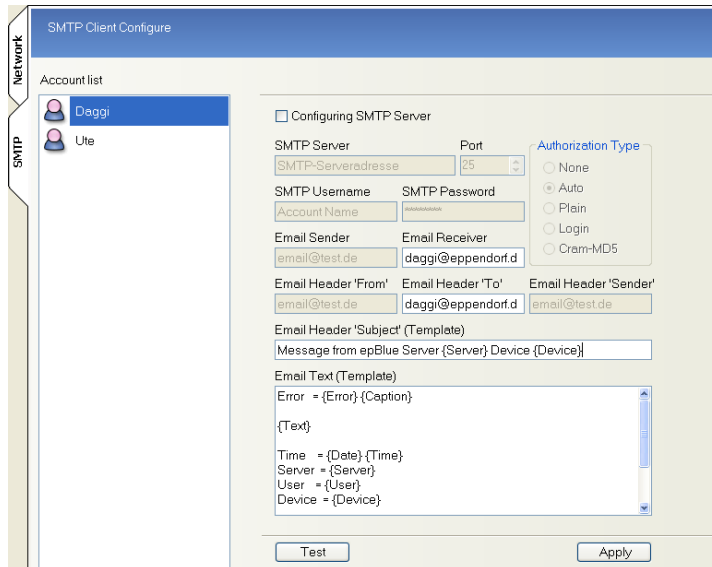 SMTP Client Configure
Network
SMTP
Account list
Daggi
Ute
Configuring SMTP Server
SMTP Server Port
SMTP-Serveradresse 25
SMTP Username SMTP Password
Account Name ********
Email Sender Email Receiver
email@test.de daggi@eppendorf.d
Email Header 'From' Email Header 'To' Email Header 'Sender'
email@test.de daggi@eppendorf.d email@test.de
Authorization Type
None
Auto
Plain
Login
Cram-MD5
Email Header 'Subject' (Template)
Message from epBlue Server {Server} Device {Device}
Email Text (Template)
Error = {Error} {Caption}
{Text}
Time = {Date} {Time}
Server = {Server}
User = {User}
Device = {Device}
Test Apply